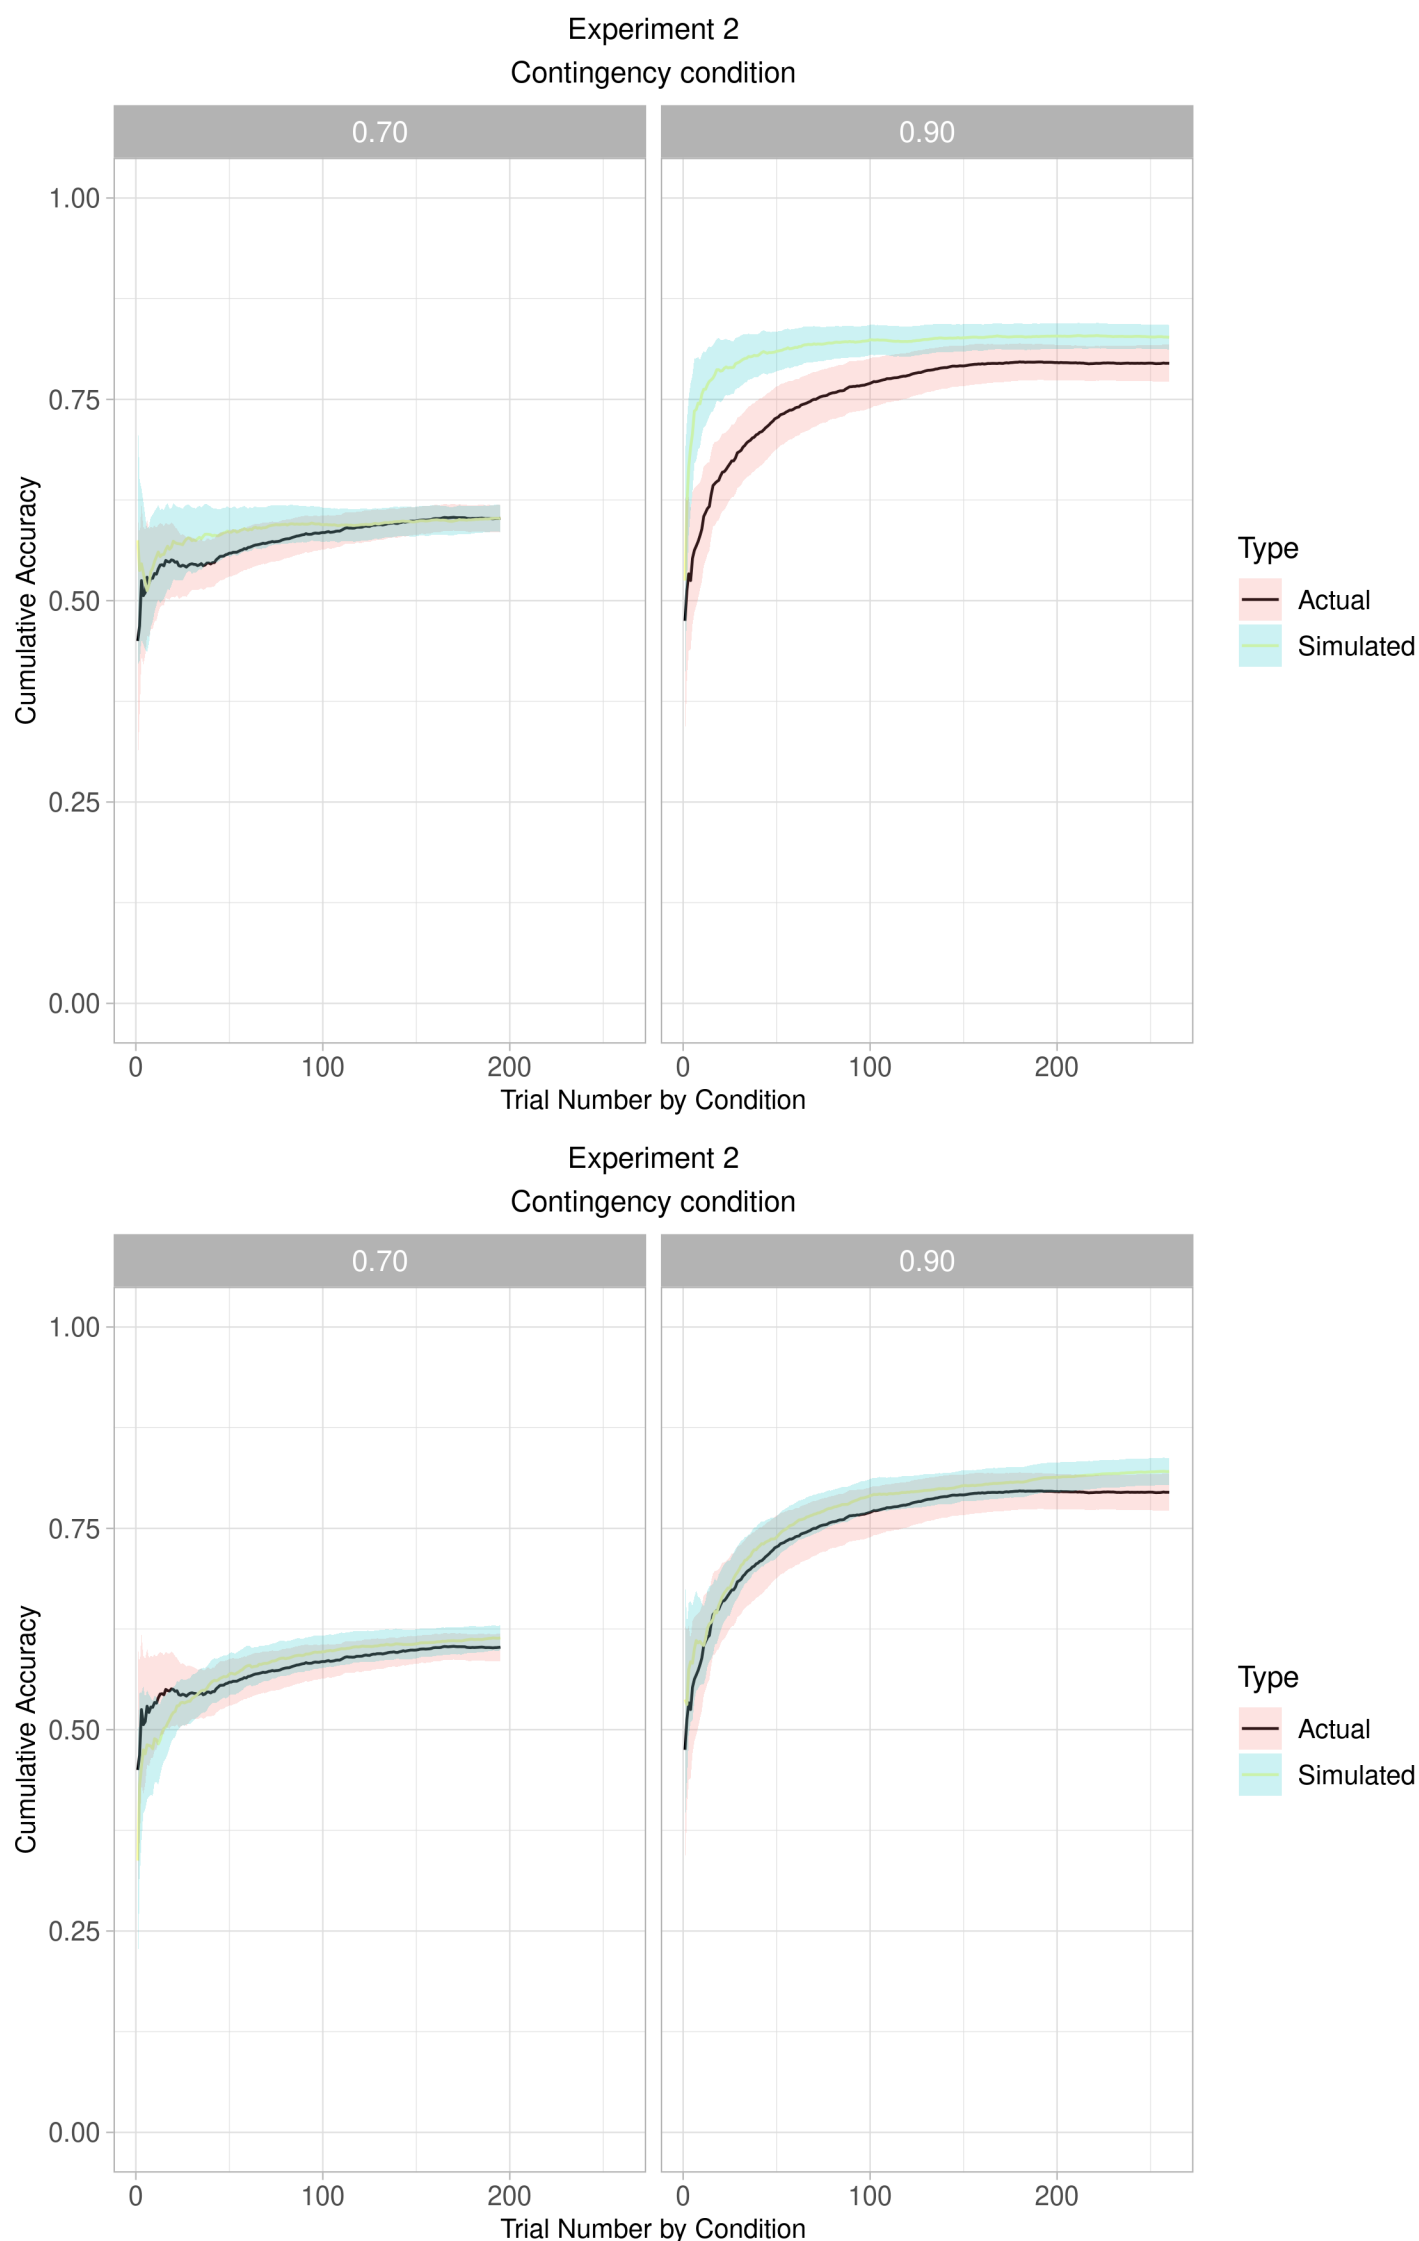 Experiment 2
Contingency condition
0.70 0.90
1.00
0.75
0.50
0.25
0.00
Cumulative Accuracy
0 100 200 0 100 200
Trial Number by Condition
Type
Actual
Simulated
Experiment 2
Contingency condition
0.70 0.90
1.00
0.75
0.50
0.25
0.00
Cumulative Accuracy
0 100 200 0 100 200
Trial Number by Condition
Type
Actual
Simulated